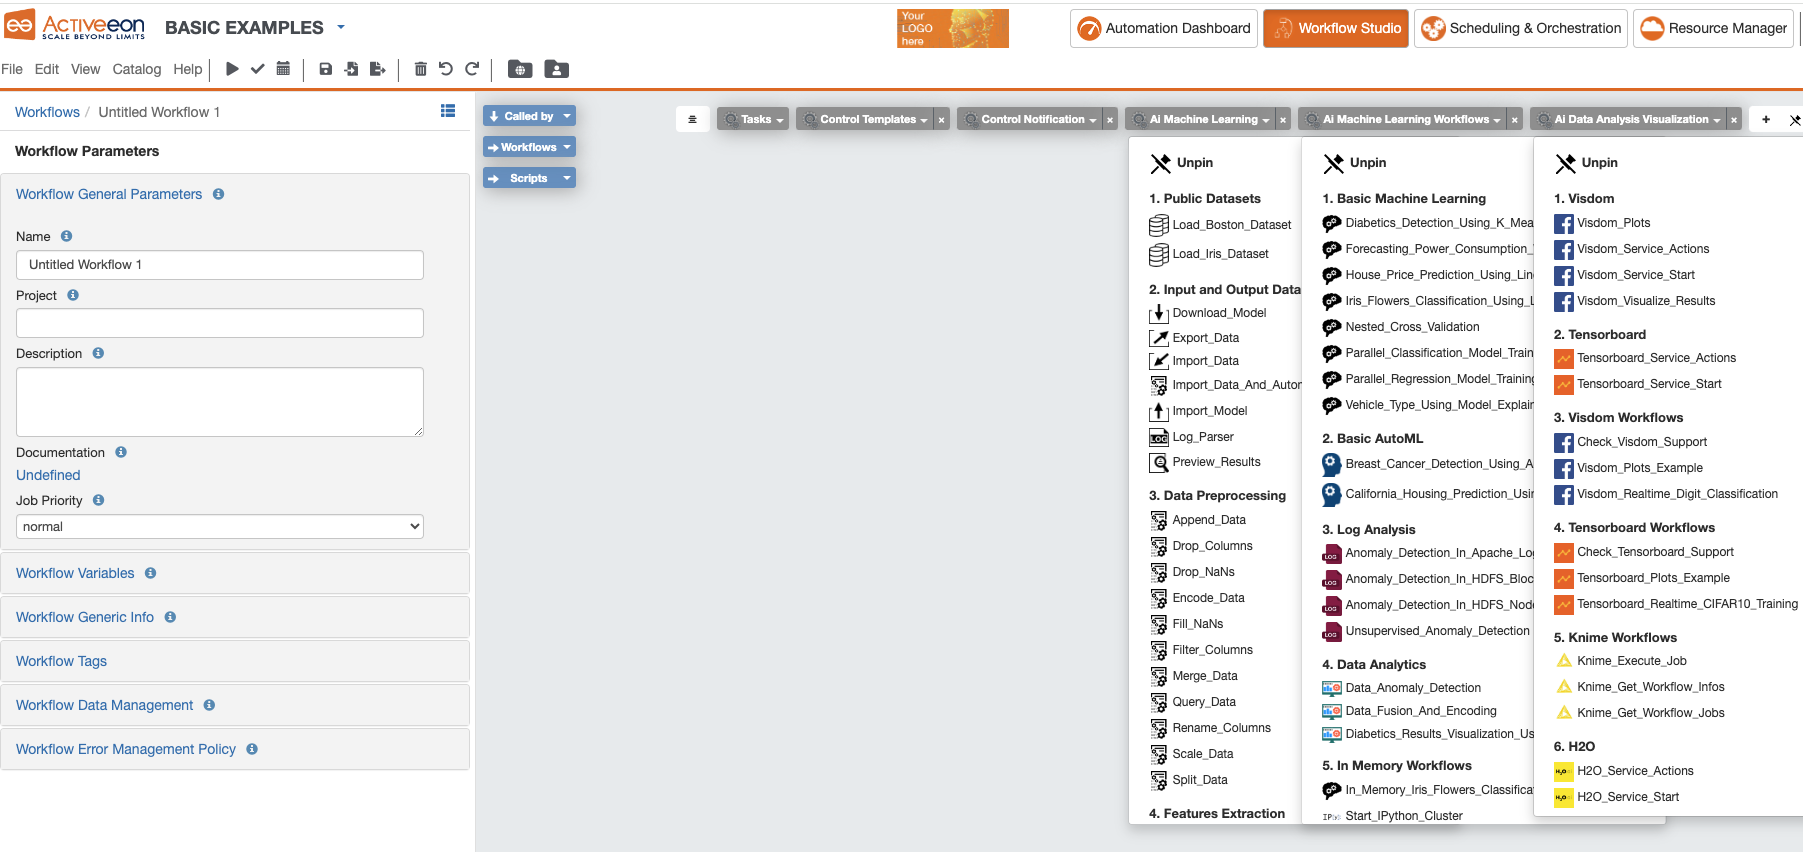 Activeeon
SCALE BEYOND LIMITS
BASIC EXAMPLES
Your
LOGO
here
Automation Dashboard
Workflow Studio
Scheduling & Orchestration
Resource Manager
File Edit View Catalog Help
Workflows / Untitled Workflow 1
Workflow Parameters
Workflow General Parameters
Name
Untitled Workflow 1
Project
Description
Documentation
Undefined
Job Priority
normal
Workflow Variables
Workflow Generic Info
Workflow Tags
Workflow Data Management
Workflow Error Management Policy
Called by
Workflows
Scripts
Tasks
Control Templates ×
Control Notification ×
Ai Machine Learning ×
Ai Machine Learning Workflows ×
Ai Data Analysis Visualization ×
+
Unpin
1. Public Datasets
Load_Boston_Dataset
Load_Iris_Dataset
2. Input and Output Data
Download_Model
Export_Data
Import_Data
Import_Data_And_Autor
Import_Model
LOG Log_Parser
Preview_Results
3. Data Preprocessing
Append_Data
Drop_Columns
Drop_NaNs
Encode_Data
Fill_NaNs
Filter_Columns
Merge_Data
Query_Data
Rename_Columns
Scale_Data
Split_Data
4. Features Extraction
Unpin
1. Basic Machine Learning
Diabetics_Detection_Using_K_Mea
Forecasting_Power_Consumption_
House_Price_Prediction_Using_Lin
Iris_Flowers_Classification_Using_L
Nested_Cross_Validation
Parallel_Classification_Model_Train
Parallel_Regression_Model_Training
Vehicle_Type_Using_Model_Explain
2. Basic AutoML
Breast_Cancer_Detection_Using_A
California_Housing_Prediction_Usin
3. Log Analysis
LOG Anomaly_Detection_In_Apache_Log
LOG Anomaly_Detection_In_HDFS_Bloc
LOG Anomaly_Detection_In_HDFS_Node
LOG Unsupervised_Anomaly_Detection
4. Data Analytics
Data_Anomaly_Detection
Data_Fusion_And_Encoding
Diabetics_Results_Visualization_Us
5. In Memory Workflows
In_Memory_Iris_Flowers_Classifica
Start_IPython_Cluster
Unpin
1. Visdom
Visdom_Plots
Visdom_Service_Actions
Visdom_Service_Start
Visdom_Visualize_Results
2. Tensorboard
Tensorboard_Service_Actions
Tensorboard_Service_Start
3. Visdom Workflows
Check_Visdom_Support
Visdom_Plots_Example
Visdom_Realtime_Digit_Classification
4. Tensorboard Workflows
Check_Tensorboard_Support
Tensorboard_Plots_Example
Tensorboard_Realtime_CIFAR10_Training
5. Knime Workflows
Knime_Execute_Job
Knime_Get_Workflow_Infos
Knime_Get_Workflow_Jobs
6. H2O
H2O_Service_Actions
H2O_Service_Start